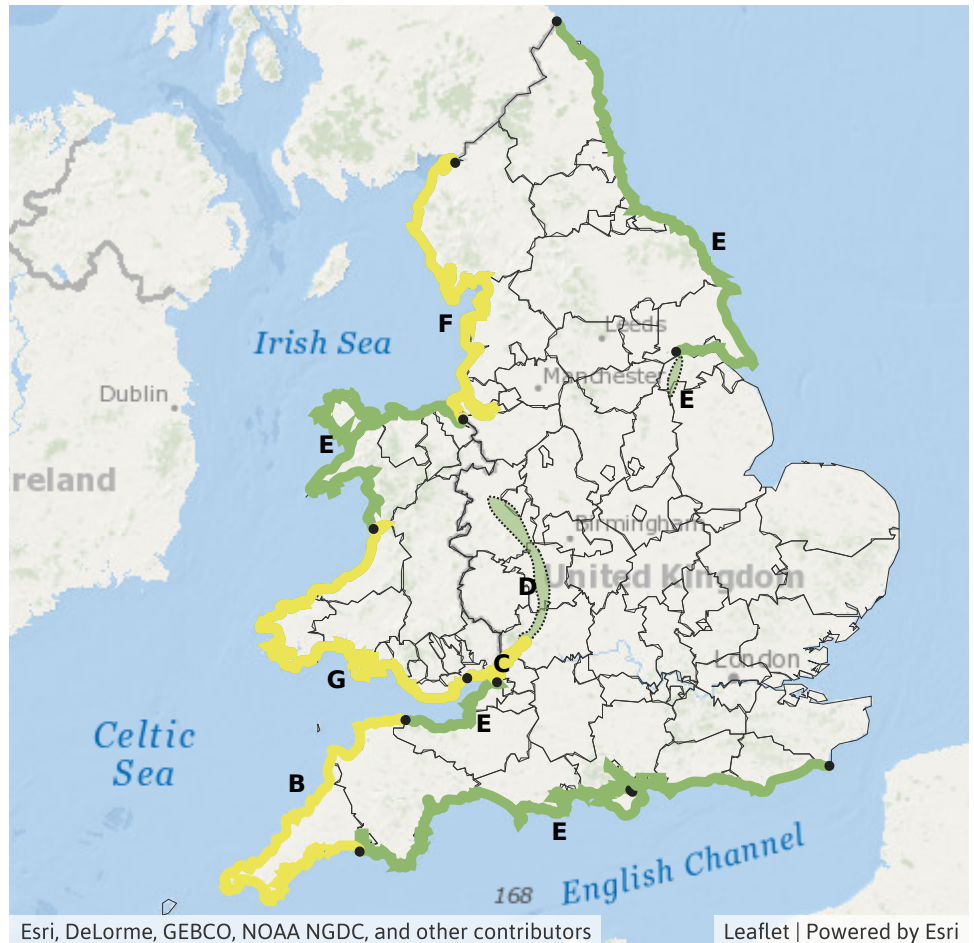 E
Leeds
F
Irish Sea
Manchester
Dublin
E
E
reland
Birmingham
United Kingdom
D
C
London
G
E
Celtic
Sea
B
E
English Channel
168
Esri, DeLorme, GEBCO, NOAA NGDC, and other contributors
Leaflet | Powered by Esri